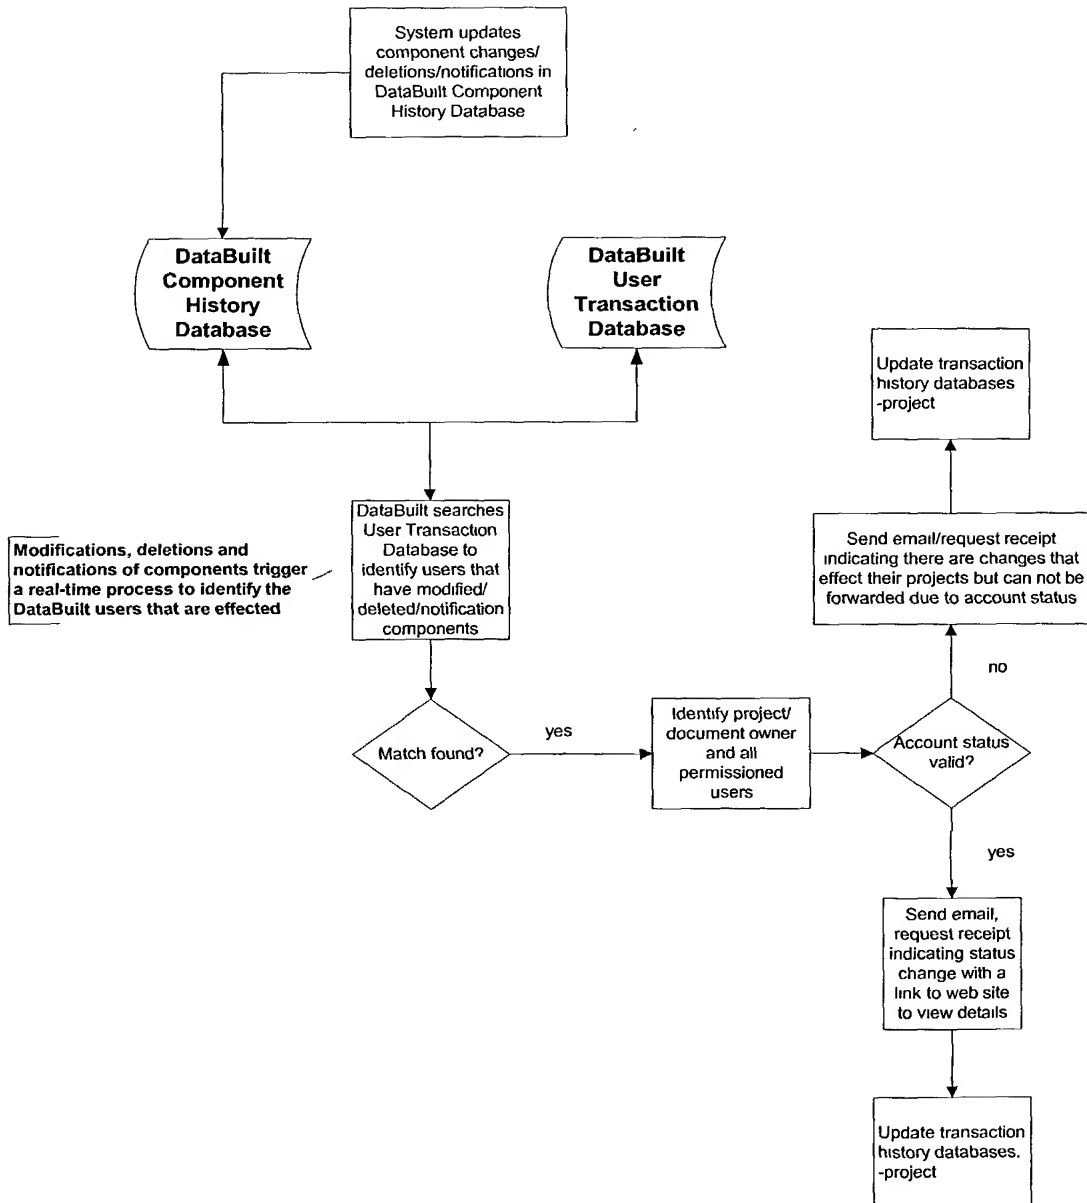 System updates
component changes/
deletions/notifications in
DataBuilt Component
History Database
DataBuilt
Component
History
Database
DataBuilt
User
Transaction
Database
Update transaction
history databases
-project
Modifications, deletions and
notifications of components trigger
a real-time process to identify the
DataBuilt users that are effected
DataBuilt searches
User Transaction
Database to
identify users that
have modified/
deleted/notification
components
Send email/request receipt
indicating there are changes that
effect their projects but can not be
forwarded due to account status
no
Match found?
yes
Identify project/
document owner
and all
permissioned
users
Account status
valid?
yes
Send email,
request receipt
indicating status
change with a
link to web site
to view details
Update transaction
history databases.
-project